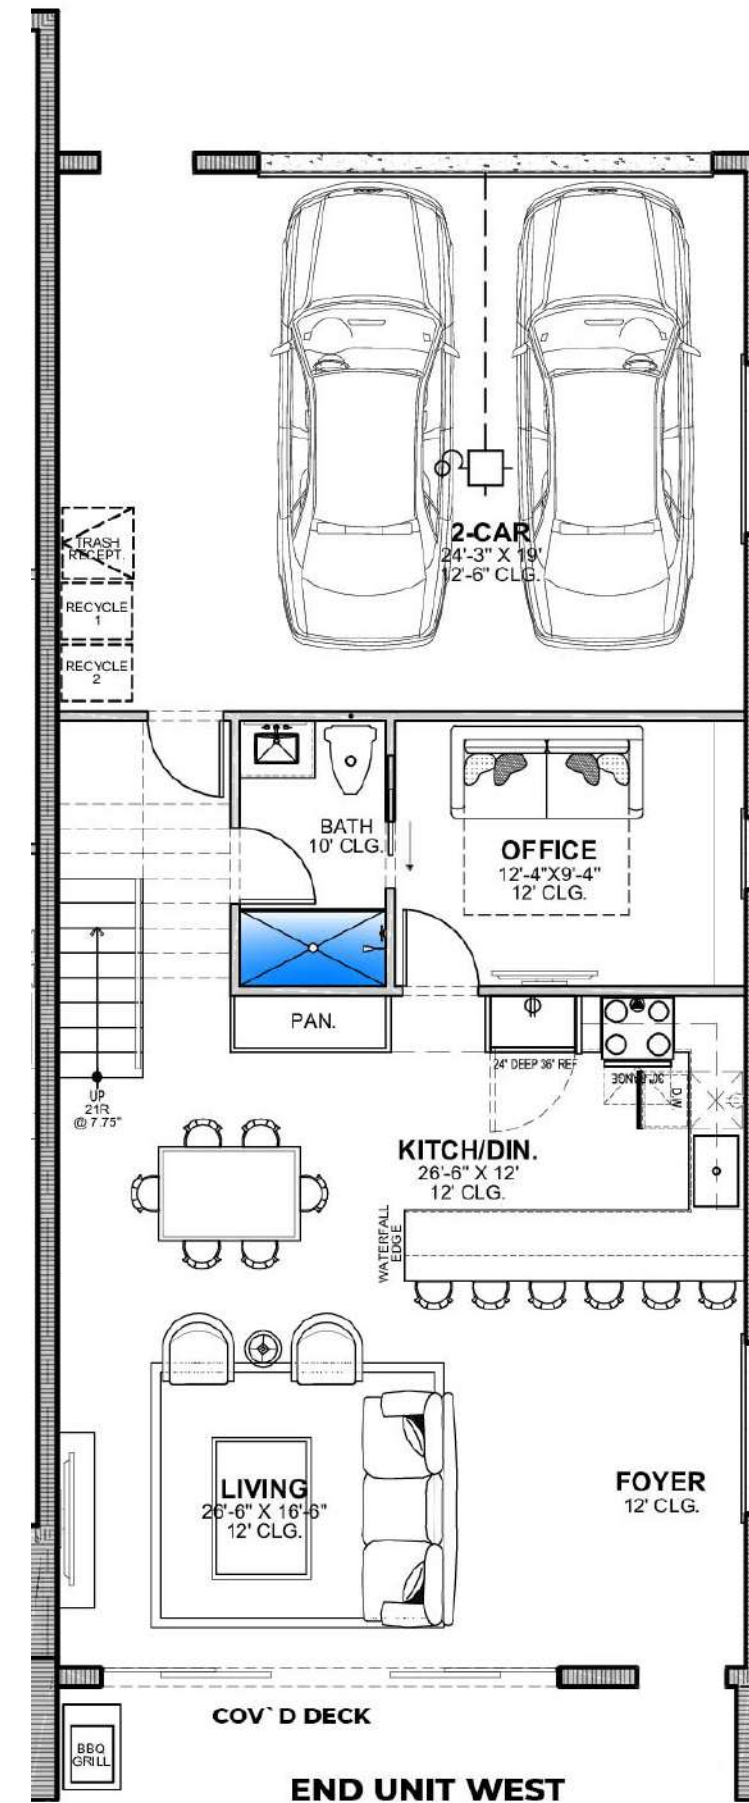 2-CAR
24'-3" X 19'
12'-6" CLG.
TRASH
RECEPT.
RECYCLE
1
RECYCLE
2
BATH
10' CLG.
OFFICE
12'-4"X9'-4"
12' CLG.
PAN.
24" DEEP 36" REF
30" RANGE
D.W
UP
21R
@ 7.75"
KITCH/DIN.
26'-6" X 12'
12' CLG.
WATERFALL
EDGE
LIVING
26'-6" X 16'-6"
12' CLG.
FOYER
12' CLG.
COV`D DECK
BBQ
GRILL
END UNIT WEST